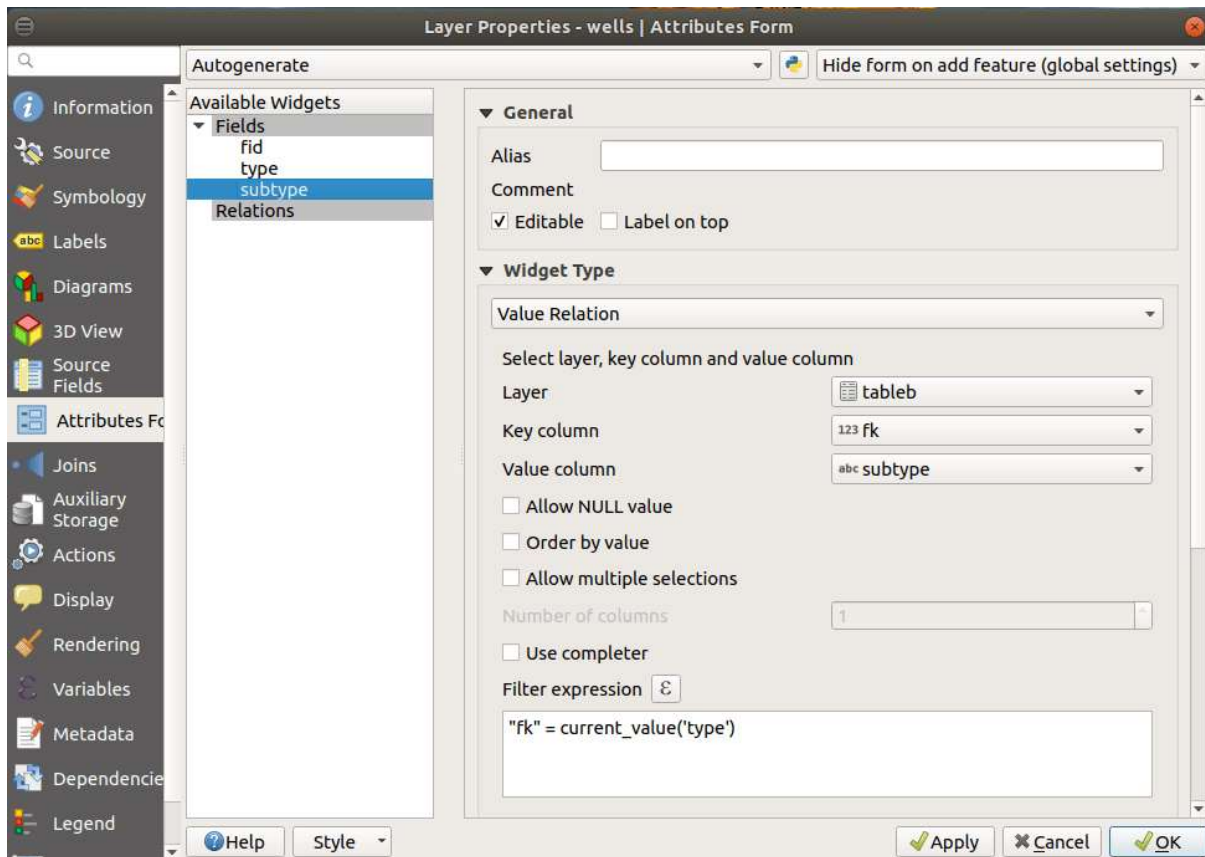 Layer Properties - wells | Attributes Form
Autogenerate
Hide form on add feature (global settings)
Information
Source
Symbology
abc Labels
Diagrams
3D View
Source
Fields
Attributes Fo
Joins
Auxiliary
Storage
Actions
Display
Rendering
Variables
Metadata
Dependencie
Legend
Available Widgets
Fields
fid
type
subtype
Relations
General
Alias
Comment
Editable Label on top
Widget Type
Value Relation
Select layer, key column and value column
Layer tableb
Key column 123 fk
Value column abc subtype
Allow NULL value
Order by value
Allow multiple selections
Number of columns 1
Use completer
Filter expression ε
"fk" = current_value('type')
Help Style Apply Cancel OK